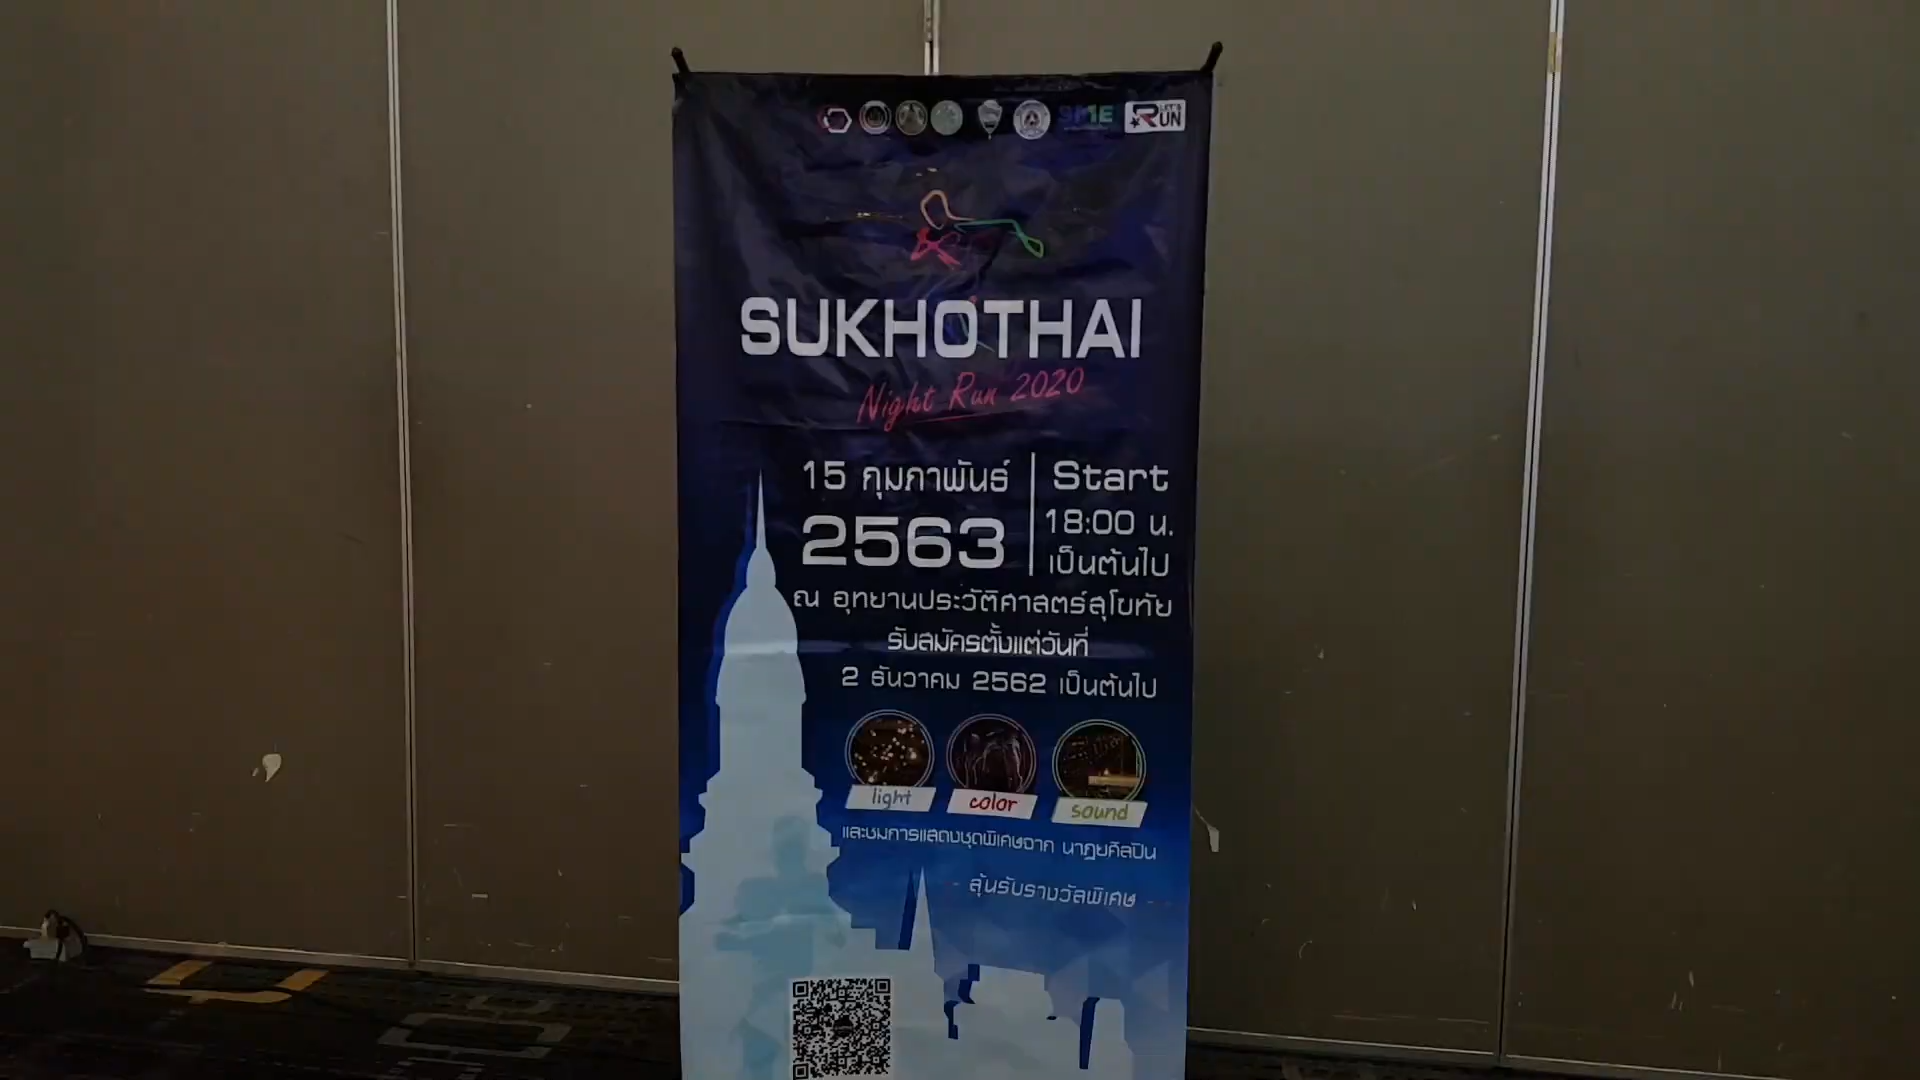 SME
LET'S
RUN
SUKHOTHAI
Night Run 2020
15 กุมภาพันธ์
2563
Start
18:00 น.
เป็นต้นไป
ณ อุทยานประวัติศาสตร์สุโขทัย
รับสมัครตั้งแต่วันที่
2 ธันวาคม 2562 เป็นต้นไป
light
color
sound
และชมการแสดงชุดพิเศษจาก นาฏยศิลปิน
- ลุ้นรับรางวัลพิเศษ -